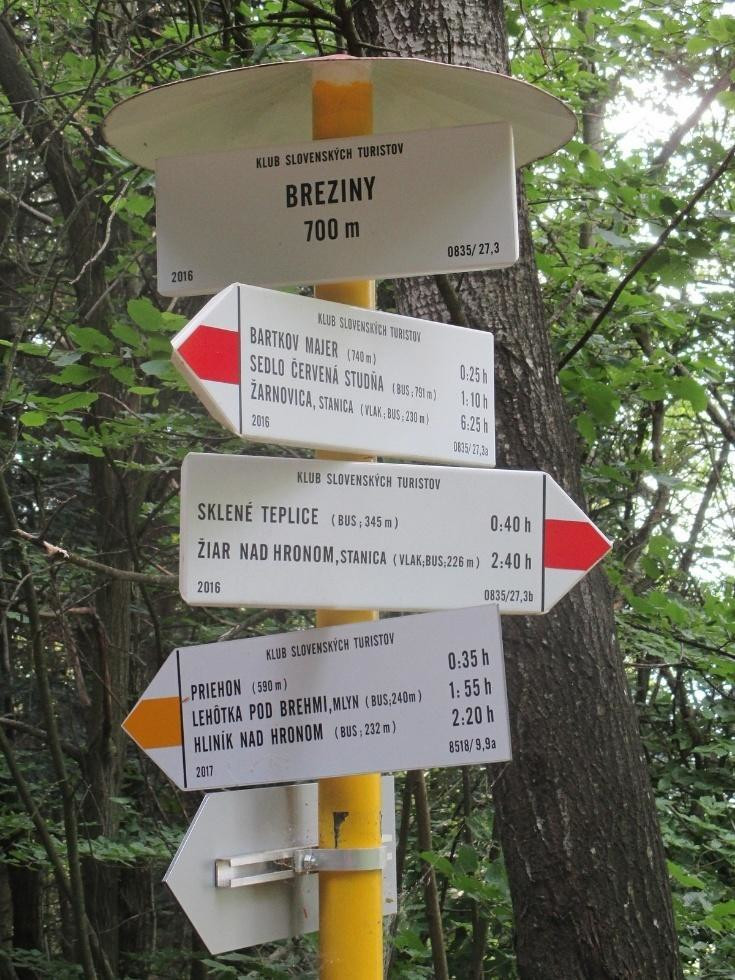 KLUB SLOVENSKÝCH TURISTOV
BREZINY
700 m
2016 0835/27,3
KLUB SLOVENSKÝCH TURISTOV
BARTKOV MAJER (740 m) 0:25 h
SEDLO ČERVENÁ STUDŇA (BUS; 791 m) 1:10 h
ŽARNOVICA, STANICA (VLAK;BUS; 230 m) 6:25 h
2016 0835/27,3a
KLUB SLOVENSKÝCH TURISTOV
SKLENÉ TEPLICE (BUS; 345 m) 0:40 h
ŽIAR NAD HRONOM,STANICA (VLAK;BUS;226 m) 2:40 h
2016 0835/27,3b
KLUB SLOVENSKÝCH TURISTOV
PRIEHON (590 m) 0:35 h
LEHÔTKA POD BREHMI,MLYN (BUS;240m) 1:55 h
HLINÍK NAD HRONOM (BUS; 232 m) 2:20 h
2017 8518/9,9a